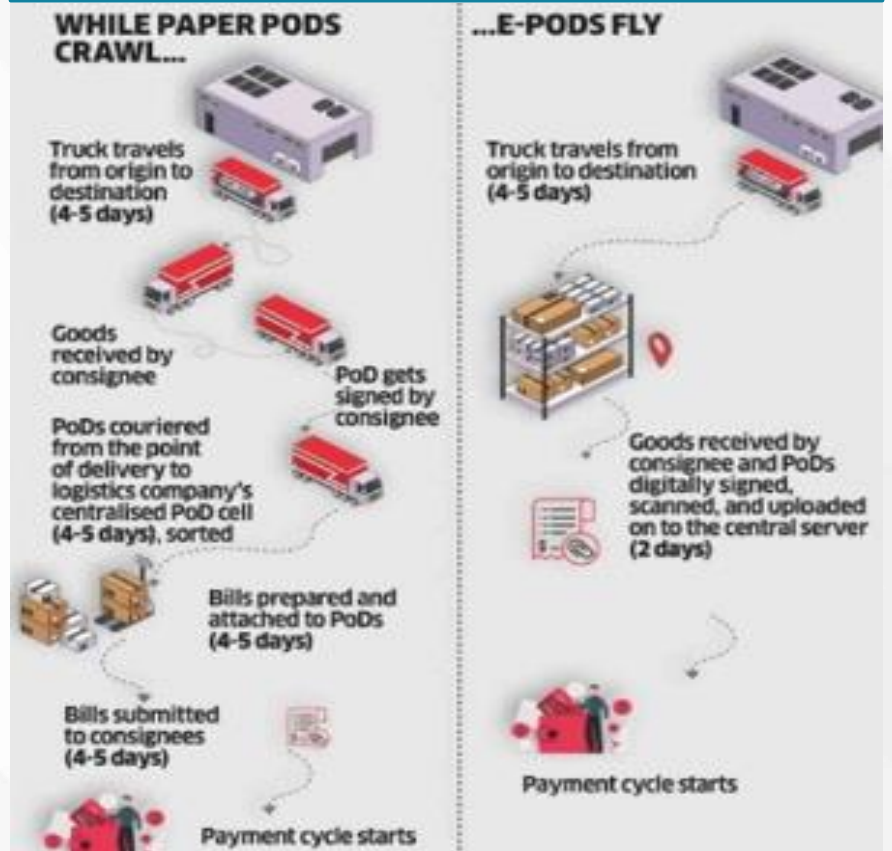 WHILE PAPER PODS
CRAWL...
Truck travels
from origin to
destination
(4-5 days)
Goods
received by
consignee
PoD gets
signed by
consignee
PoDs couriered
from the point
of delivery to
logistics company's
centralised PoD cell
(4-5 days), sorted
Bills prepared and
attached to PoDs
(4-5 days)
Bills submitted
to consignees
(4-5 days)
Payment cycle starts
...E-PODS FLY
Truck travels from
origin to destination
(4-5 days)
Goods received by
consignee and PoDs
digitally signed,
scanned, and uploaded
on to the central server
(2 days)
Payment cycle starts